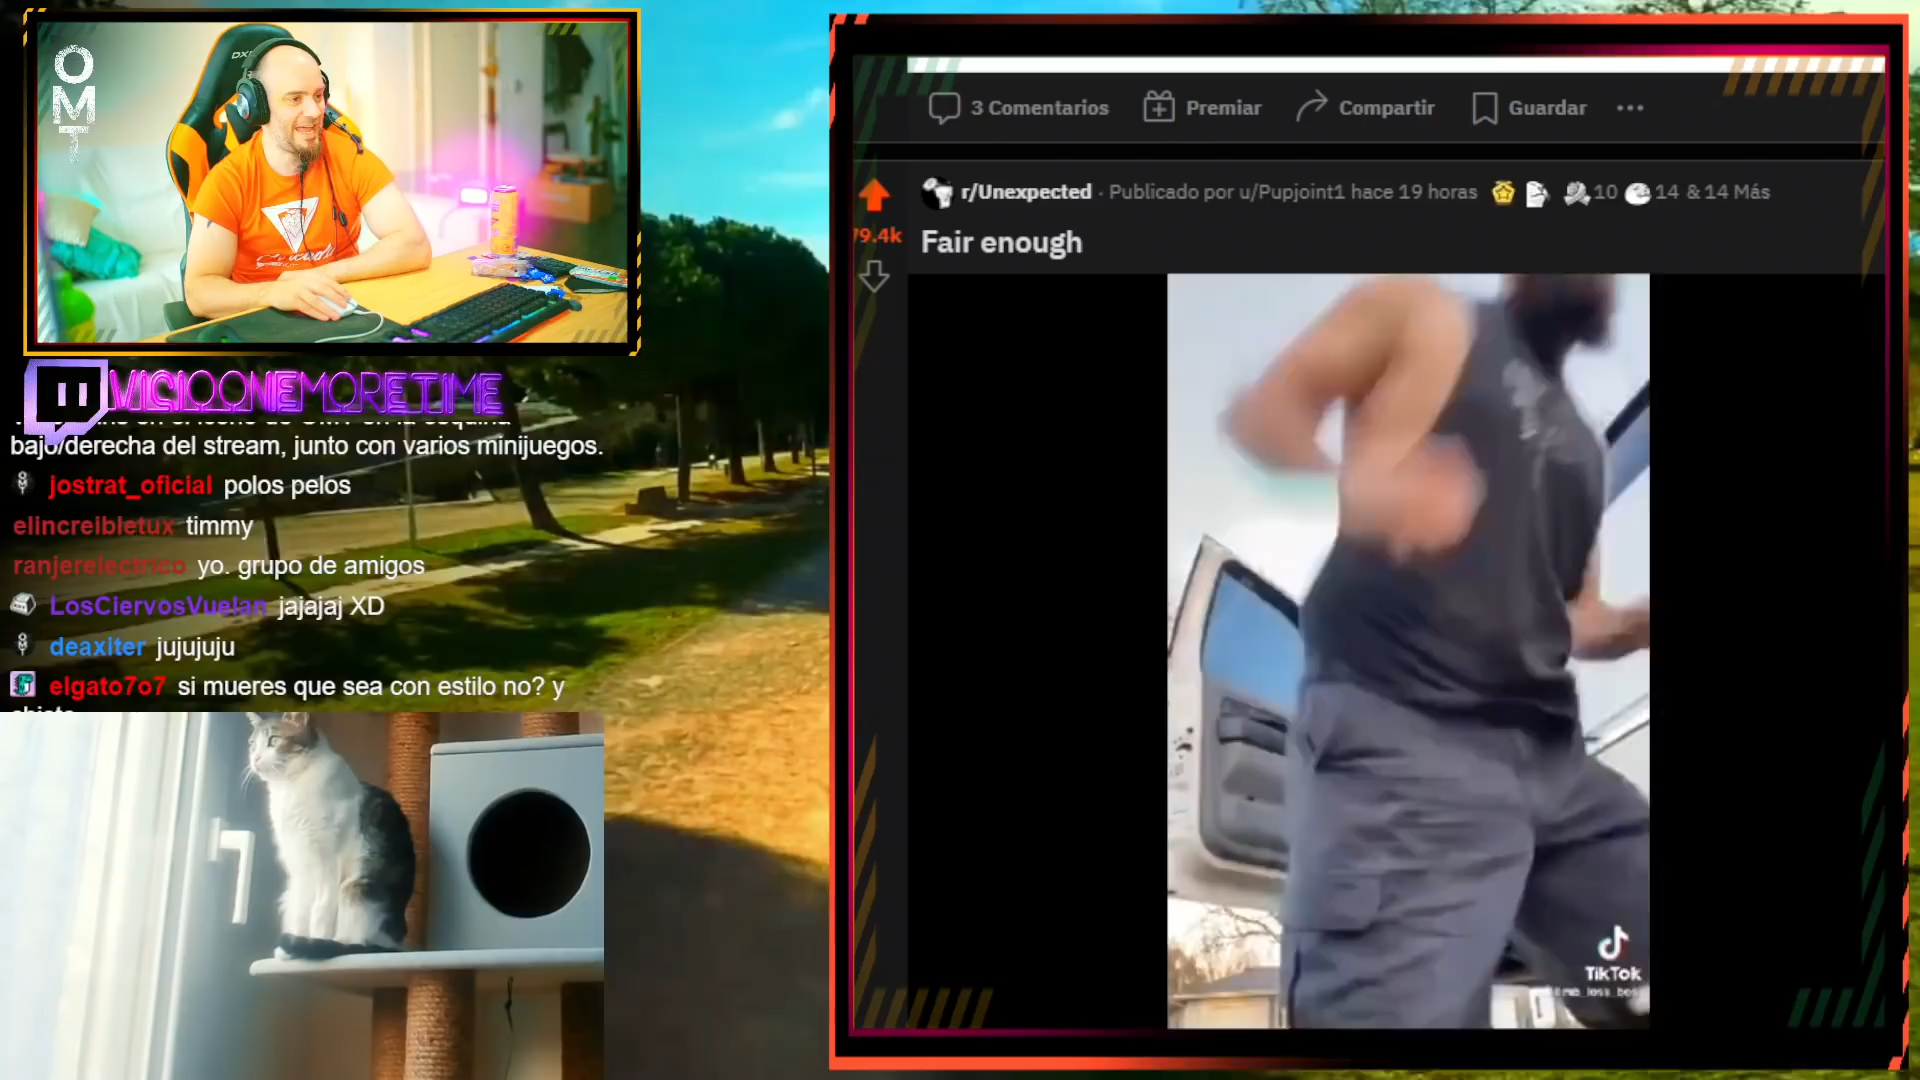 OMT
DX
VICIOONEMORETIME
bajo/derecha del stream, junto con varios minijuegos.
jostrat_oficial polos pelos
elincreibletux timmy
ranjerelectrico yo. grupo de amigos
LosCiervosVuelan jajajaj XD
deaxiter jujujuju
elgato7o7 si mueres que sea con estilo no? y
3 Comentarios Premiar Compartir Guardar ...
r/Unexpected · Publicado por u/Pupjoint1 hace 19 horas 10 14 & 14 Más
79.4k
Fair enough
TikTok